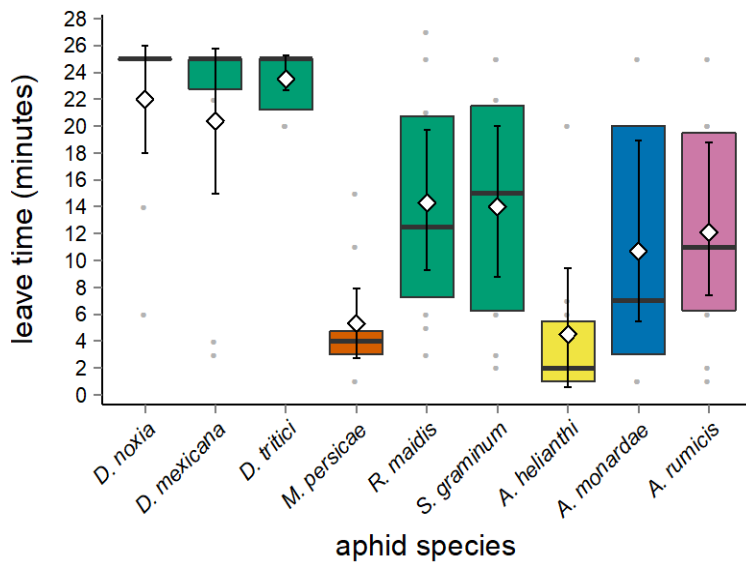 leave time (minutes)
28
26
24
22
20
18
16
14
12
10
8
6
4
2
0
D. noxia
D. mexicana
D. tritici
M. persicae
R. maidis
S. graminum
A. helianthi
A. monardae
A. rumicis
aphid species